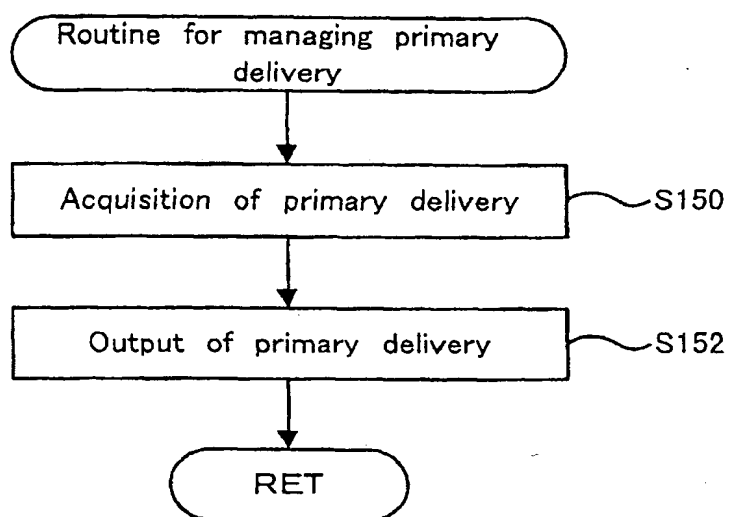 Routine for managing primary
delivery
Acquisition of primary delivery
S150
Output of primary delivery
S152
RET